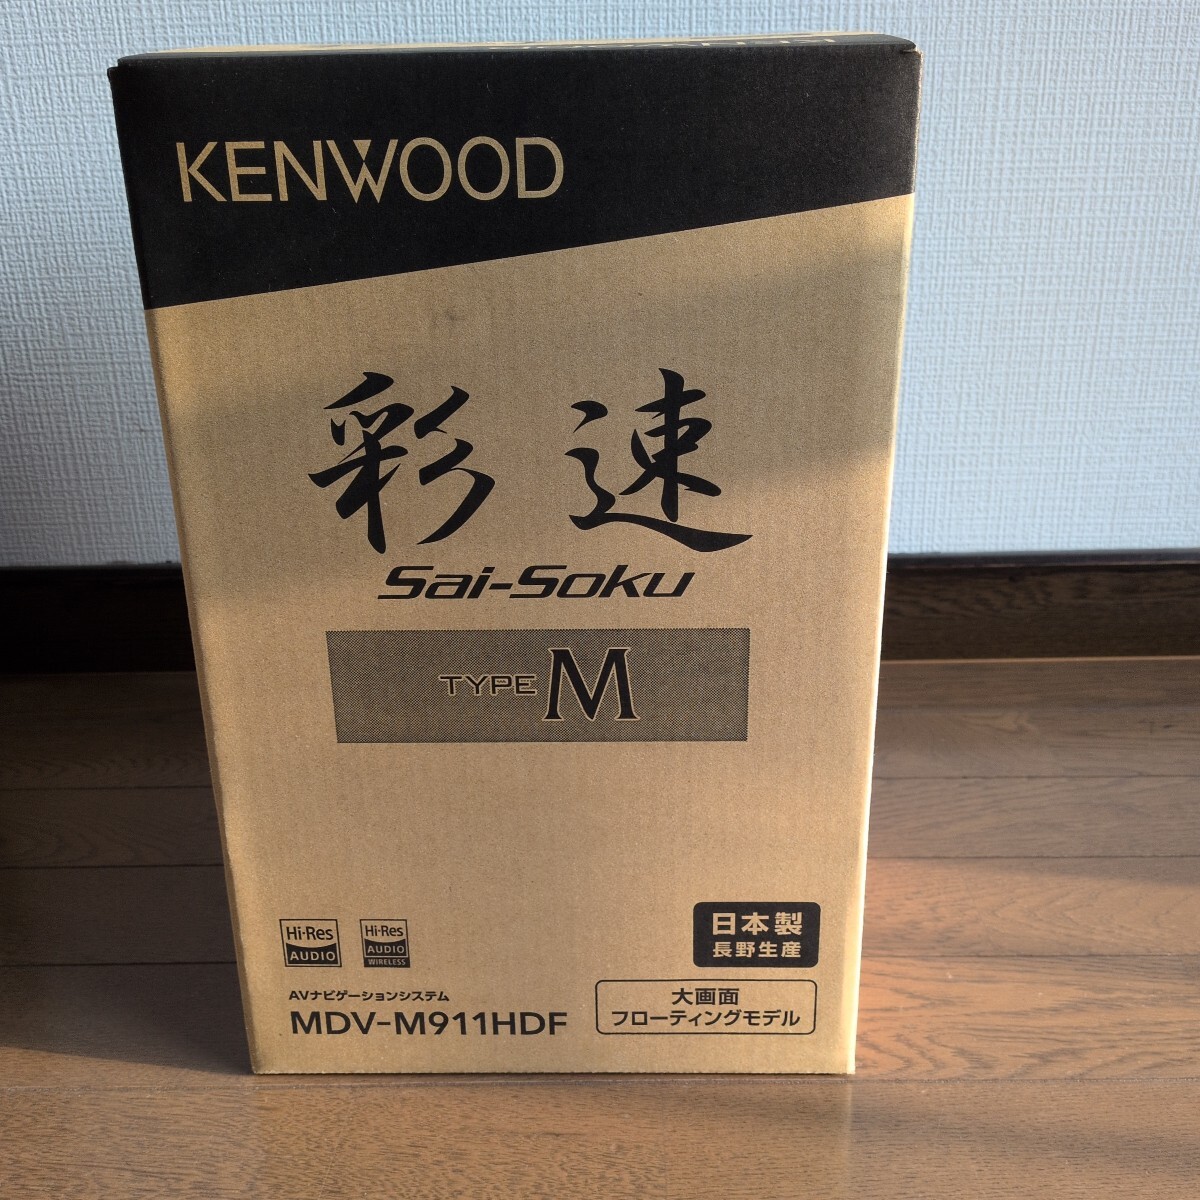 KENWOOD
彩速
Sai-Soku
TYPE M
Hi-Res
AUDIO
Hi-Res
AUDIO
WIRELESS
日本製
長野生産
AVナビゲーションシステム
MDV-M911HDF
大画面
フローティングモデル